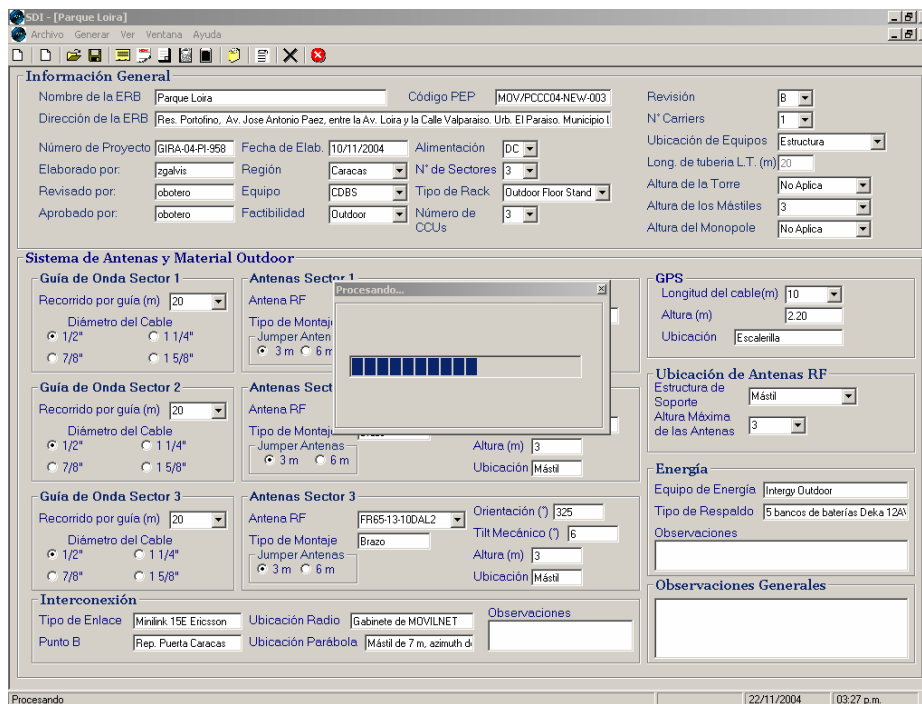 SDI - [Parque Loira]
Archivo Generar Ver Ventana Ayuda
Información General
Nombre de la ERB Parque Loira Código PEP MOV/PCCC04-NEW-003 Revisión B
Dirección de la ERB Res. Portofino, Av. Jose Antonio Paez, entre la Av. Loira y la Calle Valparaiso. Urb. El Paraiso. Municipio L N° Carriers 1
Número de Proyecto GIRA-04-PI-958 Fecha de Elab. 10/11/2004 Alimentación DC Ubicación de Equipos Estructura
Elaborado por: zgalvis Región Caracas N° de Sectores 3 Long. de tuberia L.T. (m) 20
Revisado por: obotero Equipo CDBS Tipo de Rack Outdoor Floor Stand Altura de la Torre No Aplica
Aprobado por: obotero Factibilidad Outdoor Número de CCUs 3 Altura de los Mástiles 3
Altura del Monopole No Aplica
Sistema de Antenas y Material Outdoor
Guía de Onda Sector 1
Recorrido por guía (m) 20
Diámetro del Cable
1/2" 1 1/4"
7/8" 1 5/8"
Antenas Sector 1
Antena RF
Tipo de Montaj
Jumper Anten
3 m 6 m
Procesando...
GPS
Longitud del cable(m) 10
Altura (m) 2.20
Ubicación Escalerilla
Guía de Onda Sector 2
Recorrido por guía (m) 20
Diámetro del Cable
1/2" 1 1/4"
7/8" 1 5/8"
Antenas Sect
Antena RF
Tipo de Montaje Brazo
Jumper Antenas
3 m 6 m
Altura (m) 3
Ubicación Mástil
Ubicación de Antenas RF
Estructura de Soporte Mástil
Altura Máxima de las Antenas 3
Guía de Onda Sector 3
Recorrido por guía (m) 20
Diámetro del Cable
1/2" 1 1/4"
7/8" 1 5/8"
Antenas Sector 3
Antena RF FR65-13-10DAL2
Tipo de Montaje Brazo
Jumper Antenas
3 m 6 m
Orientación (°) 325
Tilt Mecánico (°) 6
Altura (m) 3
Ubicación Mástil
Energía
Equipo de Energía Intergy Outdoor
Tipo de Respaldo 5 bancos de baterías Deka 12AV
Observaciones
Observaciones Generales
Interconexión
Tipo de Enlace Minilink 15E Ericsson Ubicación Radio Gabinete de MOVILNET Observaciones
Punto B Rep. Puerta Caracas Ubicación Parábola Mástil de 7 m, azimuth d
Procesando 22/11/2004 03:27 p.m.